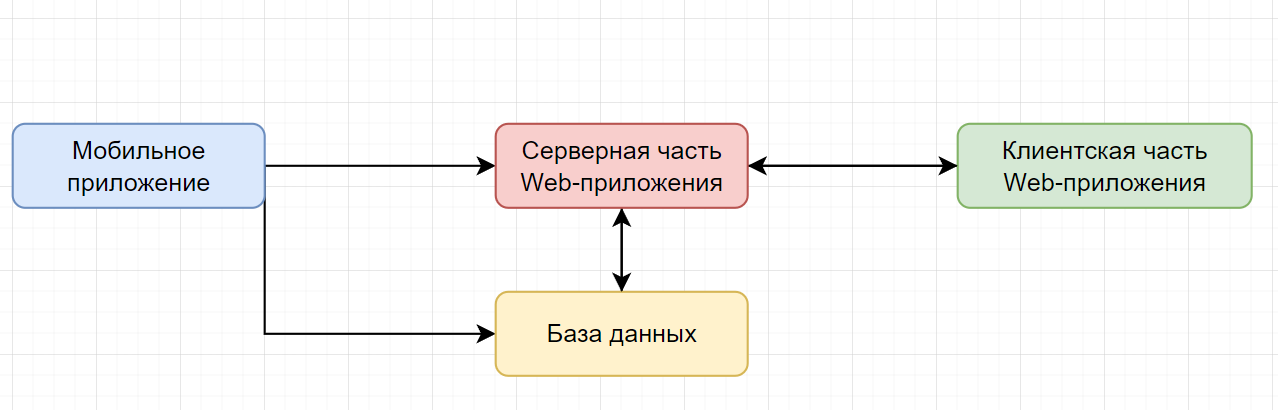 Мобильное
приложение
Серверная часть
Web-приложения
Клиентская часть
Web-приложения
База данных